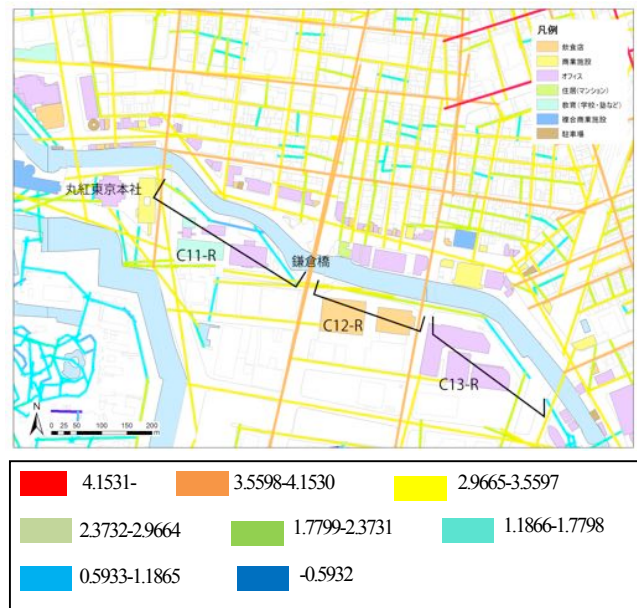 凡例
飲食店
商業施設
オフィス
住居(マンション)
教育(学校・塾など)
複合商業施設
駐車場
丸紅東京本社
鎌倉橋
C11-R
C12-R
C13-R
N
0 25 50 100 150 200
m
4.1531- 3.5598-4.1530 2.9665-3.5597
2.3732-2.9664 1.7799-2.3731 1.1866-1.7798
0.5933-1.1865 -0.5932